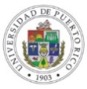 UNIVERSIDAD DE PUERTO RICO
• 1903 •